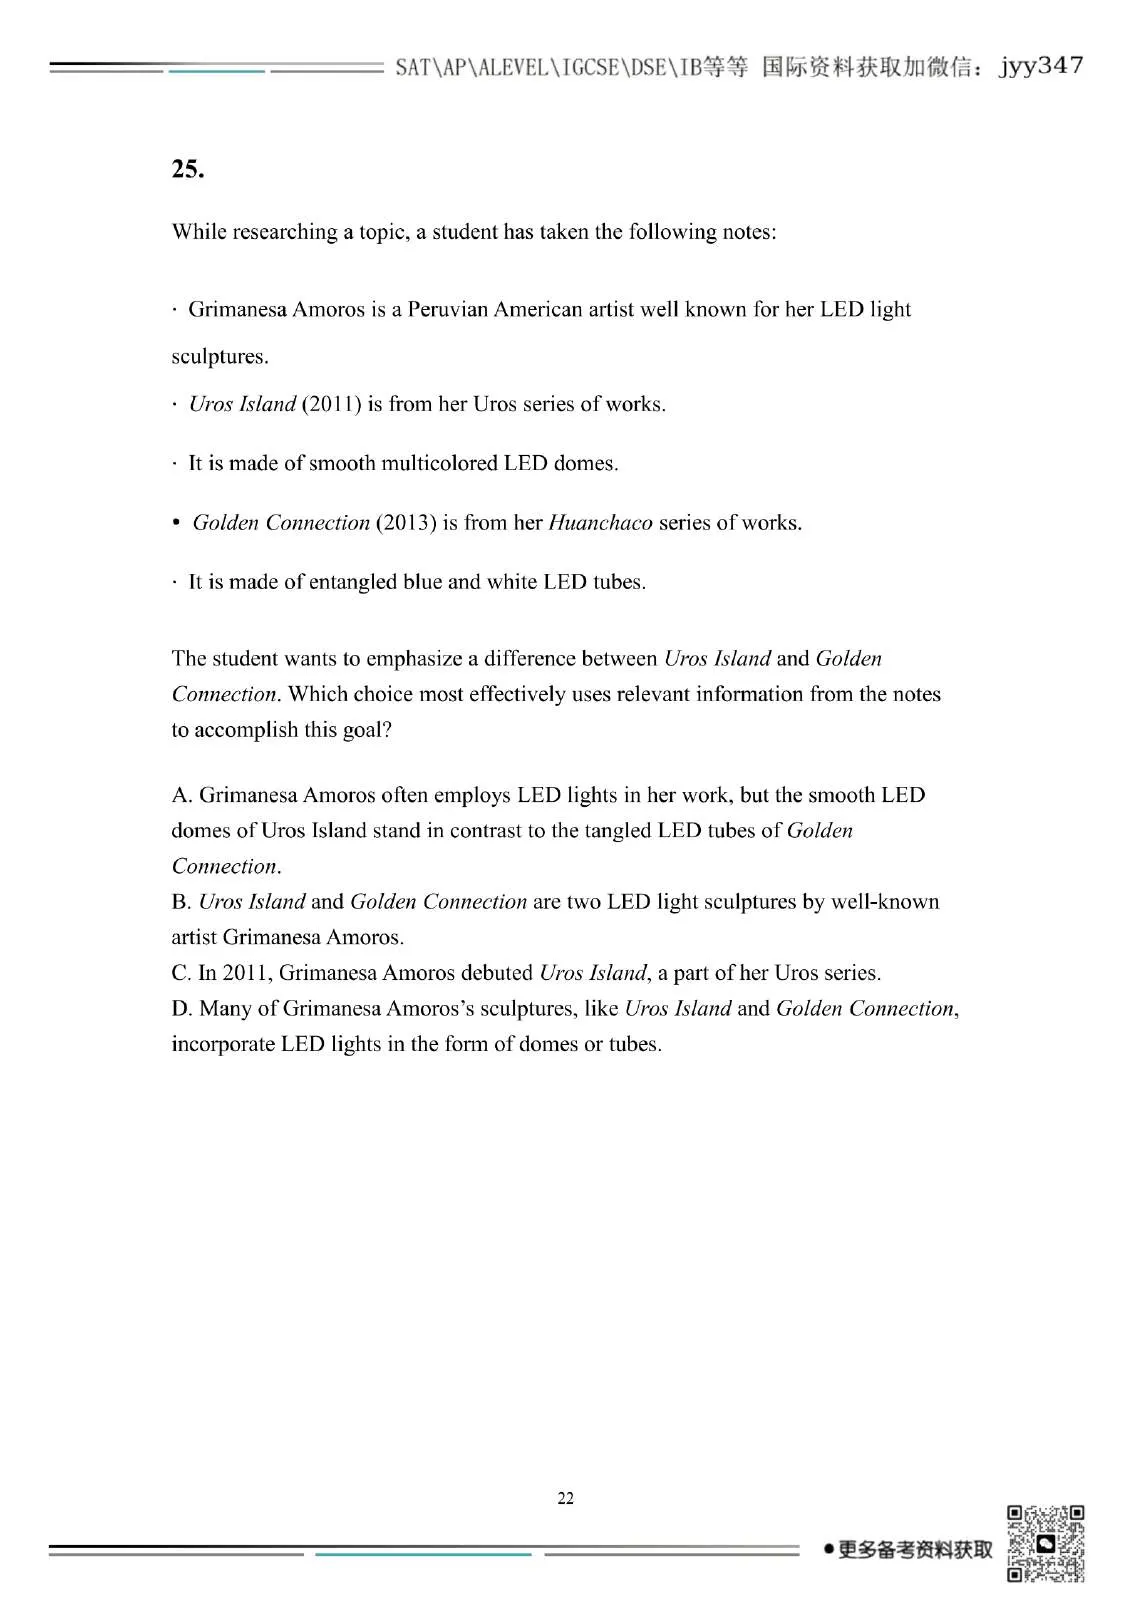 SAT\AP\ALEVEL\IGCSE\DSE\IB等等 国际资料获取加微信: jyy347
25.
While researching a topic, a student has taken the following notes:
· Grimanesa Amoros is a Peruvian American artist well known for her LED light
sculptures.
· Uros Island (2011) is from her Uros series of works.
· It is made of smooth multicolored LED domes.
• Golden Connection (2013) is from her Huanchaco series of works.
· It is made of entangled blue and white LED tubes.
The student wants to emphasize a difference between Uros Island and Golden
Connection. Which choice most effectively uses relevant information from the notes
to accomplish this goal?
A. Grimanesa Amoros often employs LED lights in her work, but the smooth LED
domes of Uros Island stand in contrast to the tangled LED tubes of Golden
Connection.
B. Uros Island and Golden Connection are two LED light sculptures by well-known
artist Grimanesa Amoros.
C. In 2011, Grimanesa Amoros debuted Uros Island, a part of her Uros series.
D. Many of Grimanesa Amoros’s sculptures, like Uros Island and Golden Connection,
incorporate LED lights in the form of domes or tubes.
22
●更多备考资料获取